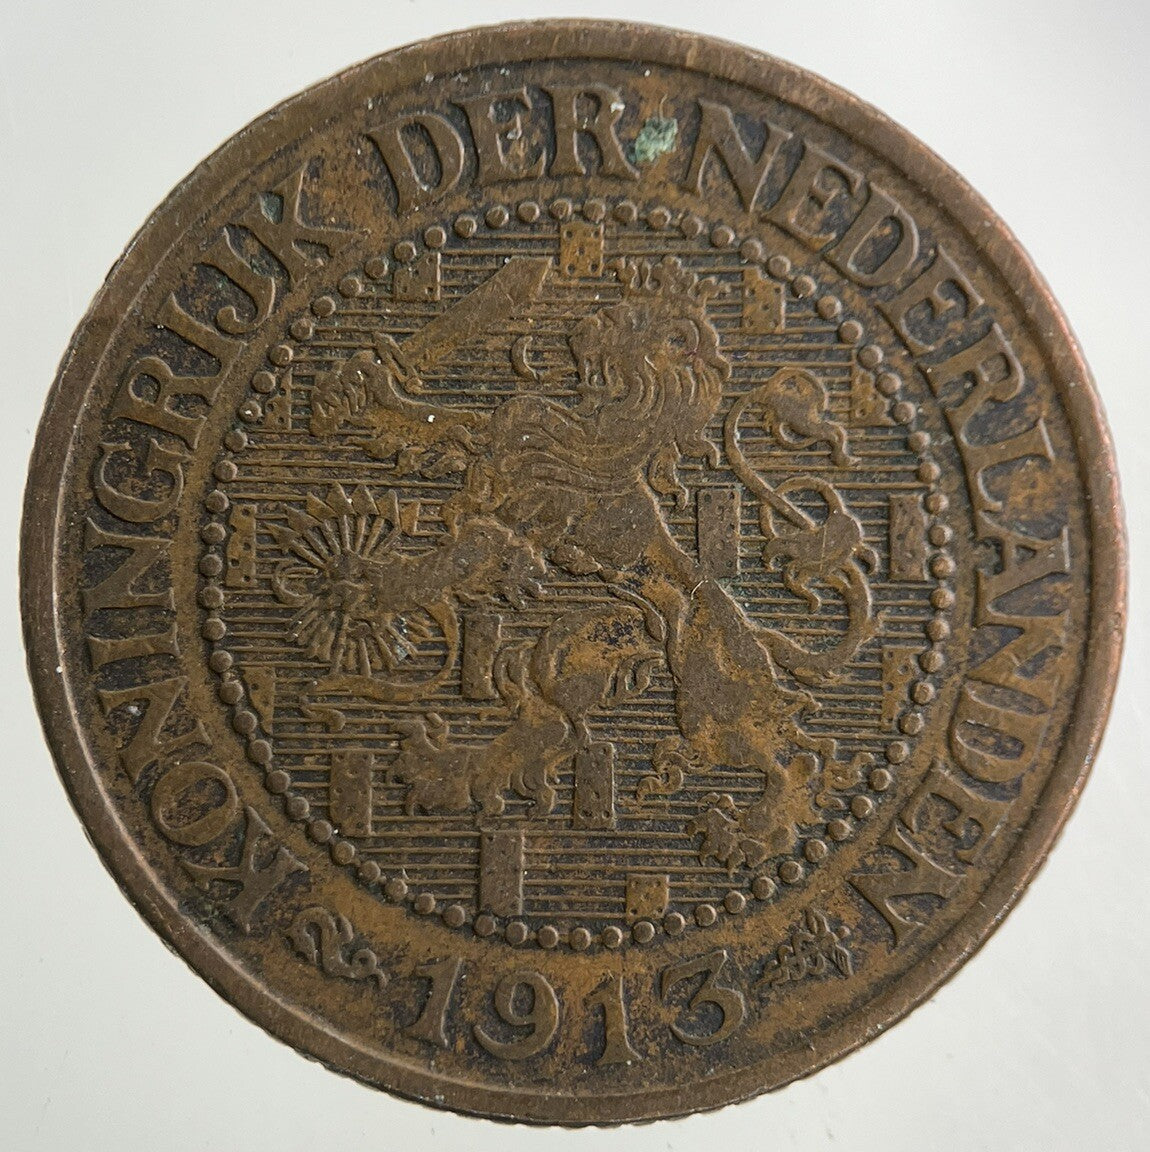 KONINGRIJK DER NEDERLANDEN
1913